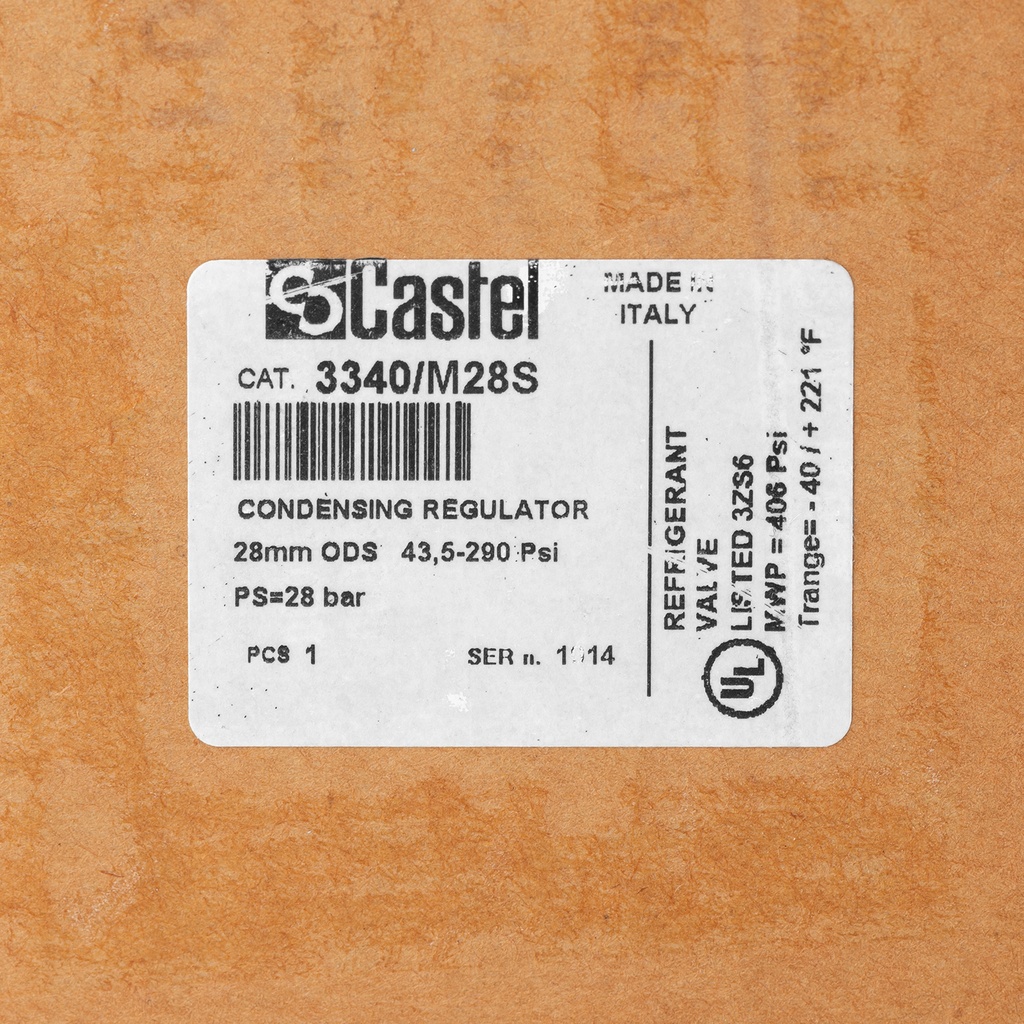 Castel
MADE IN
ITALY
CAT. 3340/M28S
CONDENSING REGULATOR
28mm ODS 43,5-290 Psi
PS=28 bar
PCS 1
SER n.
REFRIGERANT
VALVE
LISTED 3ZS6
MWP = 406 Psi
Trange= - 40 / + 221 °F
UL